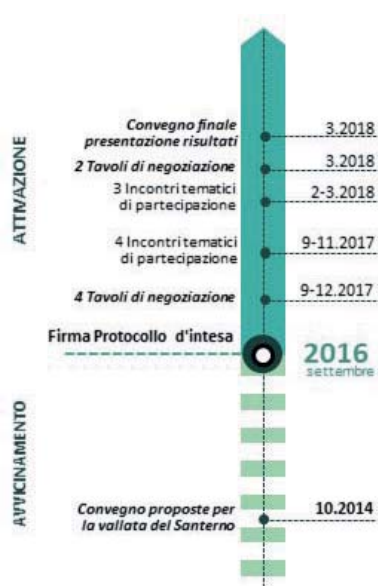 ATTIVAZIONE
Convegno finale
presentazione risultati
3.2018
2 Tavoli di negoziazione
3.2018
3 Incontri tematici
di partecipazione
2-3.2018
4 Incontri tematici
di partecipazione
9-11.2017
4 Tavoli di negoziazione
9-12.2017
Firma Protocollo d'intesa
2016
settembre
AVVICINAMENTO
Convegno proposte per
la vallata del Santerno
10.2014